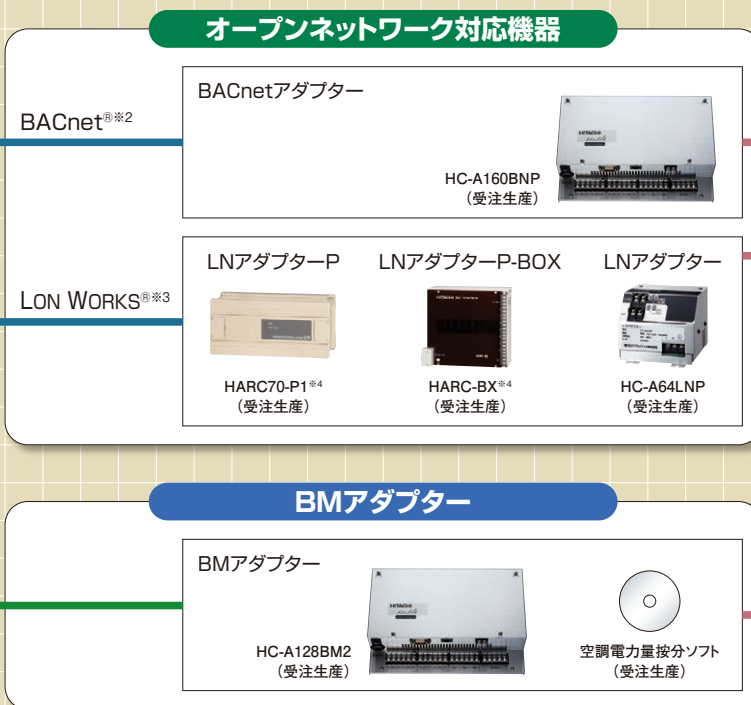 オープンネットワーク対応機器
BACnet®※2
BACnetアダプター
HITACHI
HC-A160BNP
（受注生産）
LON WORKS®※3
LNアダプターP
LNアダプターP-BOX
LNアダプター
HARC70-P1※4
（受注生産）
HARC-BX※4
（受注生産）
HC-A64LNP
（受注生産）
BMアダプター
BMアダプター
HITACHI
HC-A128BM2
（受注生産）
空調電力量按分ソフト
（受注生産）